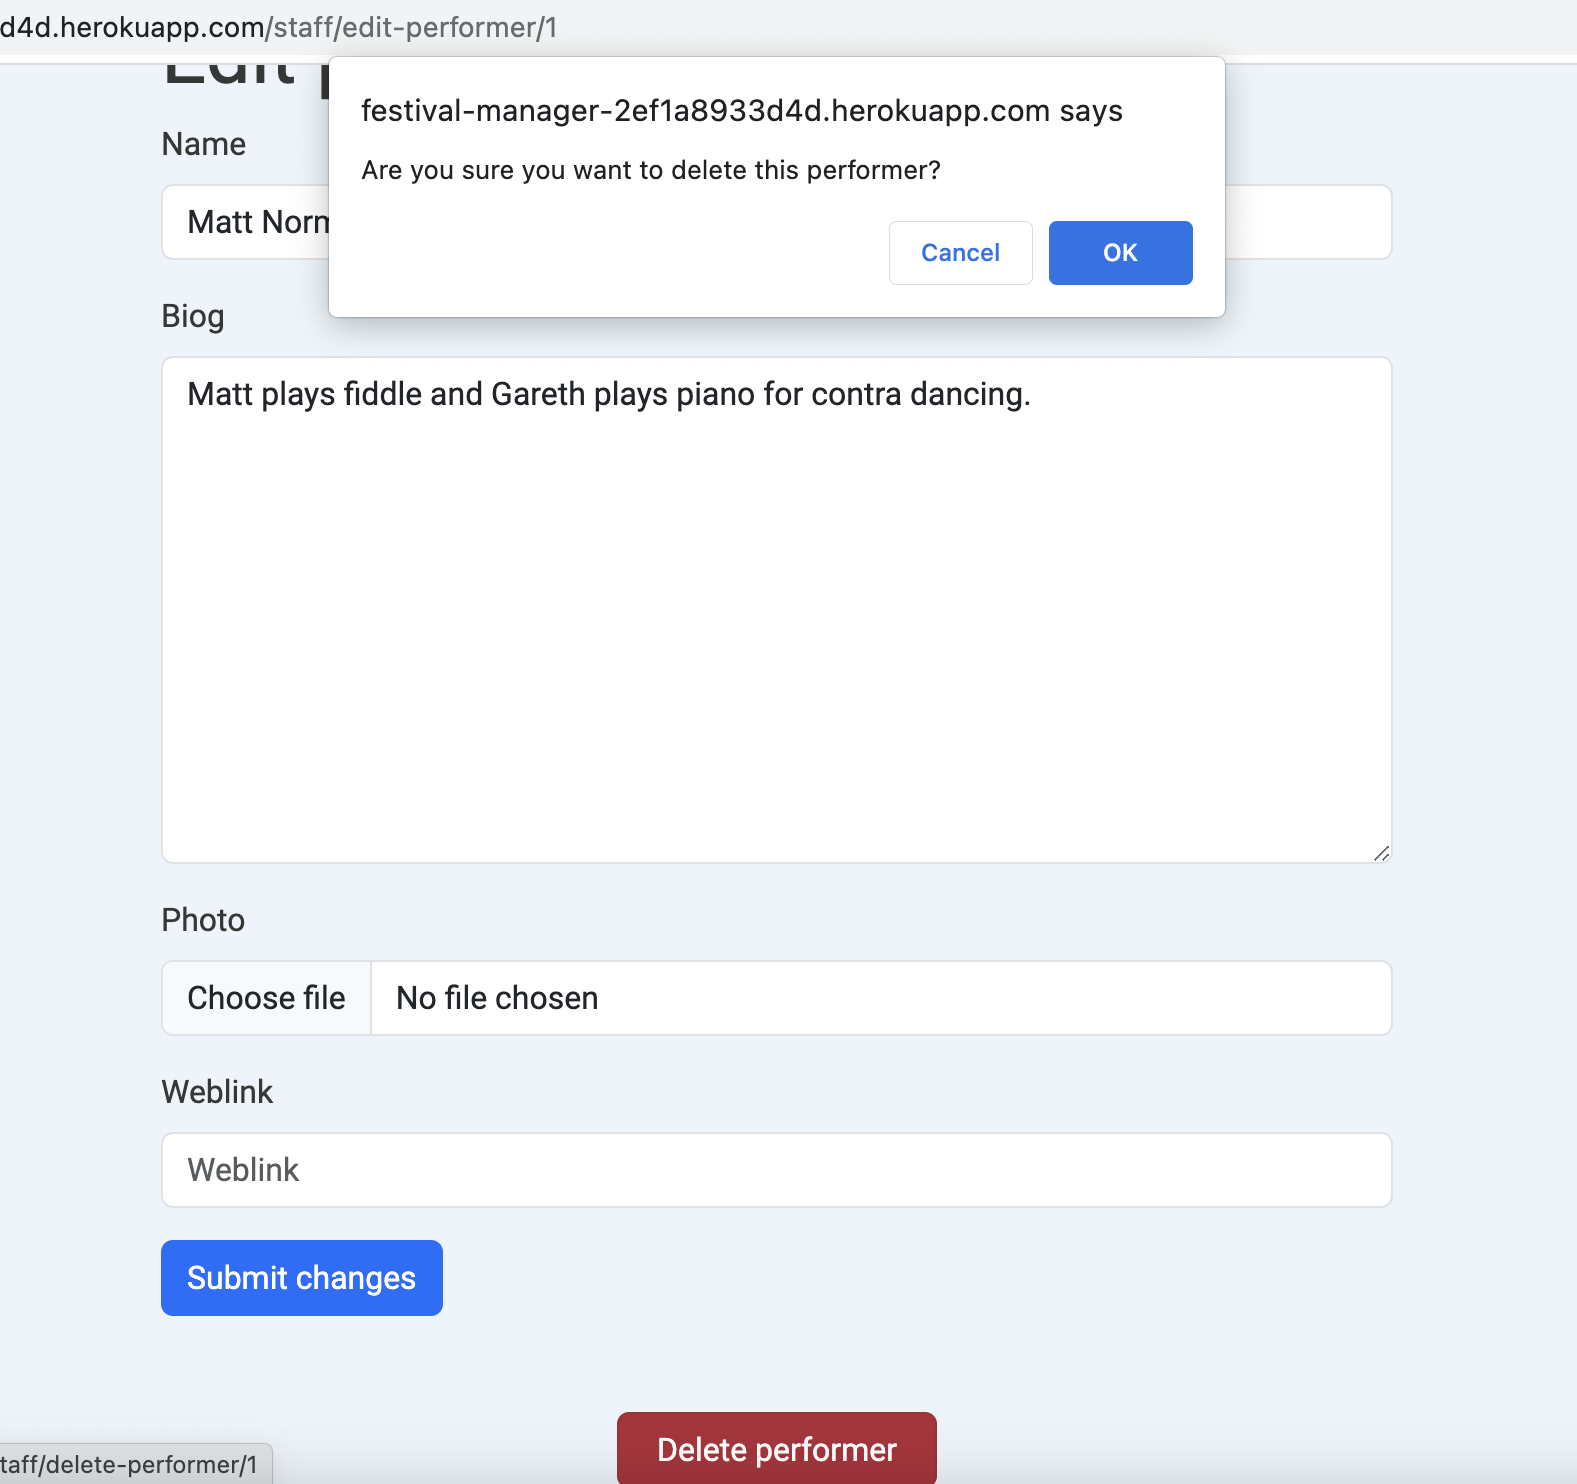 d4d.herokuapp.com/staff/edit-performer/1
Edit
festival-manager-2ef1a8933d4d.herokuapp.com says
Are you sure you want to delete this performer?
Cancel
OK
Name
Matt Norm
Biog
Matt plays fiddle and Gareth plays piano for contra dancing.
Photo
Choose file
No file chosen
Weblink
Weblink
Submit changes
Delete performer
taff/delete-performer/1